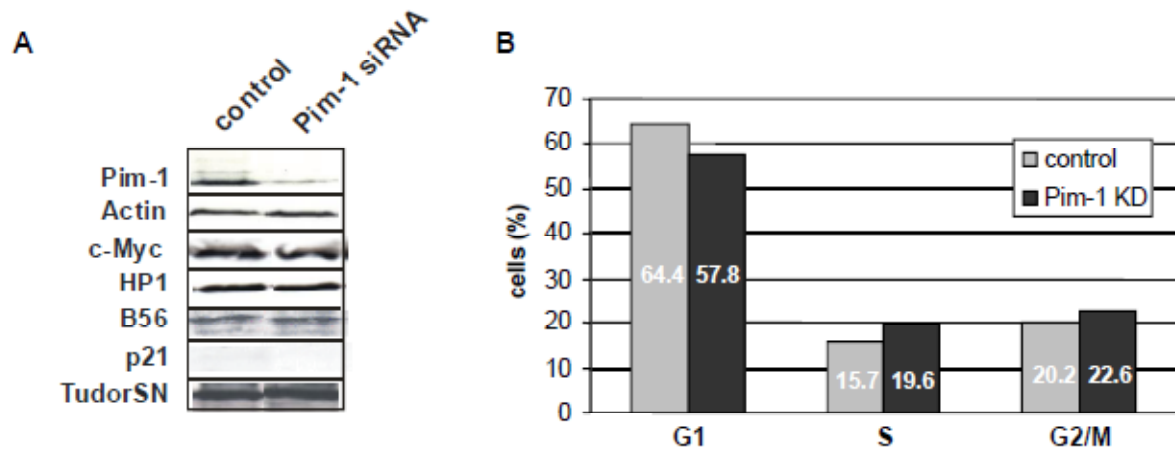 A
control
Pim-1 siRNA
Pim-1
Actin
c-Myc
HP1
B56
p21
TudorSN
B
70
60
50
40
30
20
10
0
cells (%)
control
Pim-1 KD
64.4
57.8
15.7
19.6
20.2
22.6
G1
S
G2/M